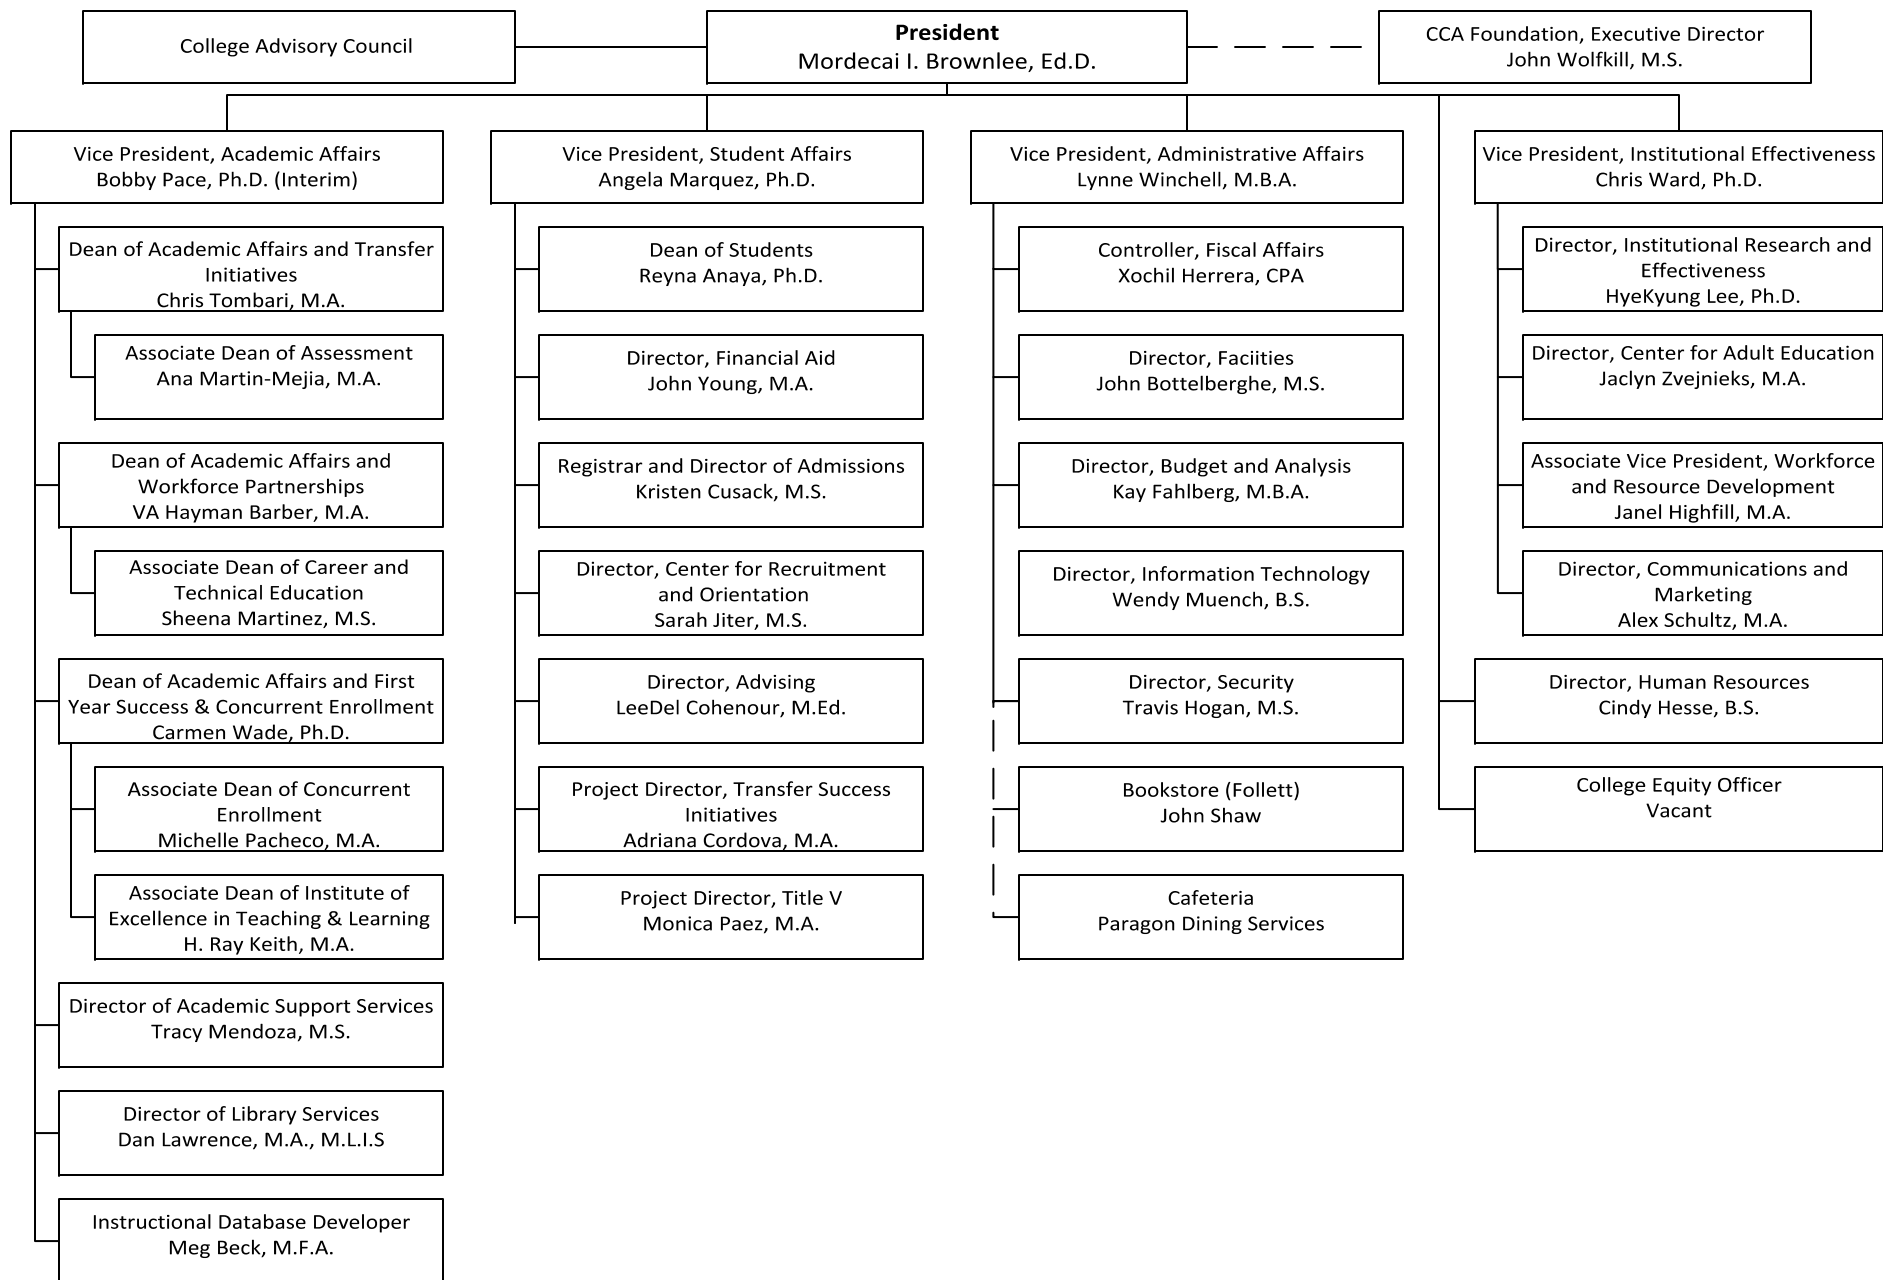 College Advisory Council
President
Mordecai I. Brownlee, Ed.D.
CCA Foundation, Executive Director
John Wolfkill, M.S.
Vice President, Academic Affairs
Bobby Pace, Ph.D. (Interim)
Dean of Academic Affairs and Transfer
Initiatives
Chris Tombari, M.A.
Associate Dean of Assessment
Ana Martin-Mejia, M.A.
Dean of Academic Affairs and
Workforce Partnerships
VA Hayman Barber, M.A.
Associate Dean of Career and
Technical Education
Sheena Martinez, M.S.
Dean of Academic Affairs and First
Year Success & Concurrent Enrollment
Carmen Wade, Ph.D.
Associate Dean of Concurrent
Enrollment
Michelle Pacheco, M.A.
Associate Dean of Institute of
Excellence in Teaching & Learning
H. Ray Keith, M.A.
Director of Academic Support Services
Tracy Mendoza, M.S.
Director of Library Services
Dan Lawrence, M.A., M.L.I.S
Instructional Database Developer
Meg Beck, M.F.A.
Vice President, Student Affairs
Angela Marquez, Ph.D.
Dean of Students
Reyna Anaya, Ph.D.
Director, Financial Aid
John Young, M.A.
Registrar and Director of Admissions
Kristen Cusack, M.S.
Director, Center for Recruitment
and Orientation
Sarah Jiter, M.S.
Director, Advising
LeeDel Cohenour, M.Ed.
Project Director, Transfer Success
Initiatives
Adriana Cordova, M.A.
Project Director, Title V
Monica Paez, M.A.
Vice President, Administrative Affairs
Lynne Winchell, M.B.A.
Controller, Fiscal Affairs
Xochil Herrera, CPA
Director, Faciities
John Bottelberghe, M.S.
Director, Budget and Analysis
Kay Fahlberg, M.B.A.
Director, Information Technology
Wendy Muench, B.S.
Director, Security
Travis Hogan, M.S.
Bookstore (Follett)
John Shaw
Cafeteria
Paragon Dining Services
Vice President, Institutional Effectiveness
Chris Ward, Ph.D.
Director, Institutional Research and
Effectiveness
HyeKyung Lee, Ph.D.
Director, Center for Adult Education
Jaclyn Zvejnieks, M.A.
Associate Vice President, Workforce
and Resource Development
Janel Highfill, M.A.
Director, Communications and
Marketing
Alex Schultz, M.A.
Director, Human Resources
Cindy Hesse, B.S.
College Equity Officer
Vacant